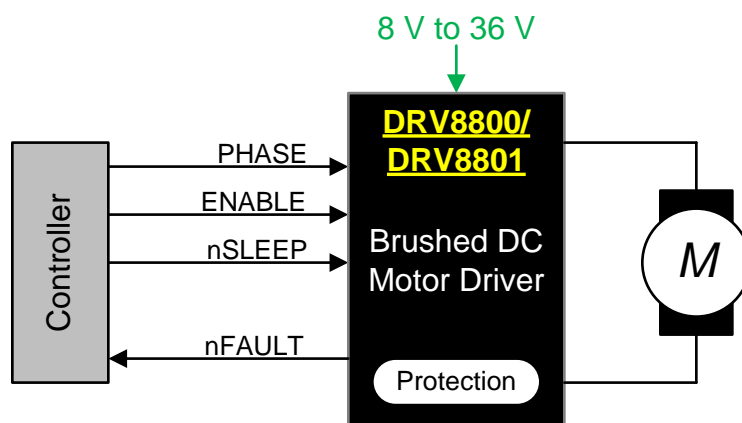 8 V to 36 V
DRV8800/
DRV8801
PHASE
ENABLE
nSLEEP
nFAULT
Controller
Brushed DC
Motor Driver
Protection
M